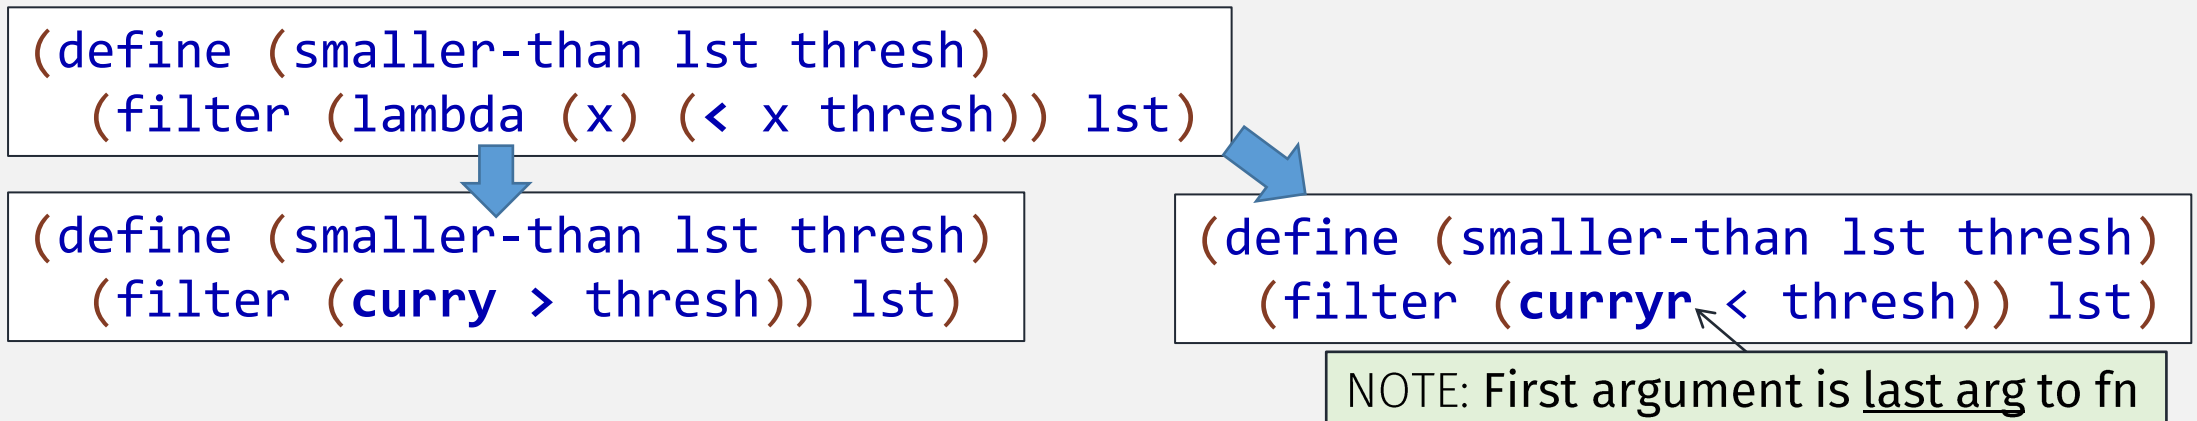 (define (smaller-than lst thresh)
(filter (lambda (x) (< x thresh)) lst)
(define (smaller-than lst thresh)
(filter (curry > thresh)) lst)
(define (smaller-than lst thresh)
(filter (curryr < thresh)) lst)
NOTE: First argument is last arg to fn